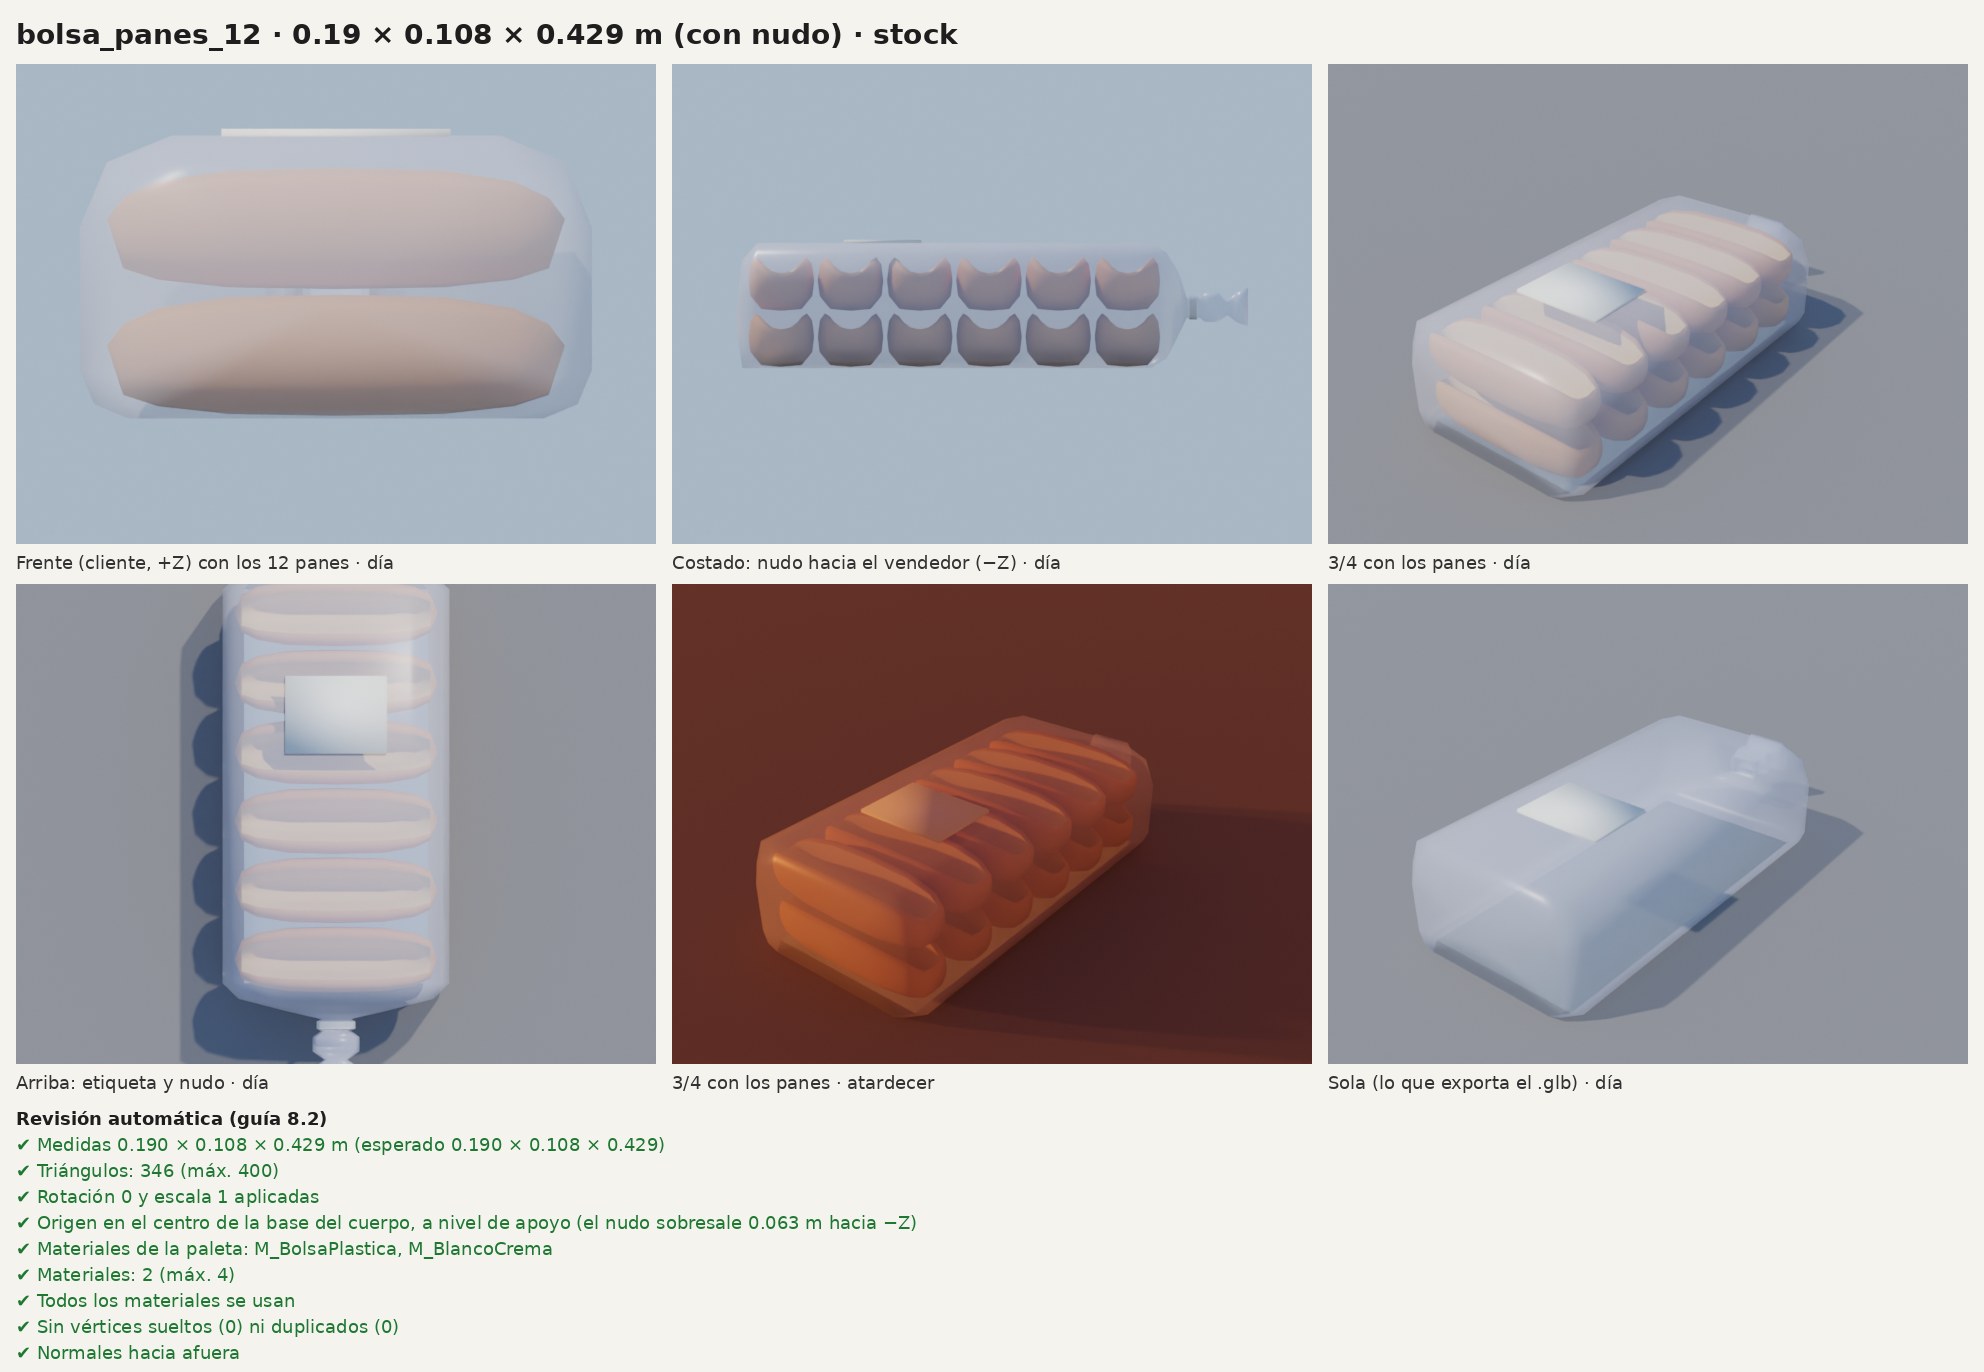 bolsa_panes_12 · 0.19 × 0.108 × 0.429 m (con nudo) · stock
Frente (cliente, +Z) con los 12 panes · día
Costado: nudo hacia el vendedor (−Z) · día
3/4 con los panes · día
Arriba: etiqueta y nudo · día
3/4 con los panes · atardecer
Sola (lo que exporta el .glb) · día
Revisión automática (guía 8.2)
✔ Medidas 0.190 × 0.108 × 0.429 m (esperado 0.190 × 0.108 × 0.429)
✔ Triángulos: 346 (máx. 400)
✔ Rotación 0 y escala 1 aplicadas
✔ Origen en el centro de la base del cuerpo, a nivel de apoyo (el nudo sobresale 0.063 m hacia −Z)
✔ Materiales de la paleta: M_BolsaPlastica, M_BlancoCrema
✔ Materiales: 2 (máx. 4)
✔ Todos los materiales se usan
✔ Sin vértices sueltos (0) ni duplicados (0)
✔ Normales hacia afuera